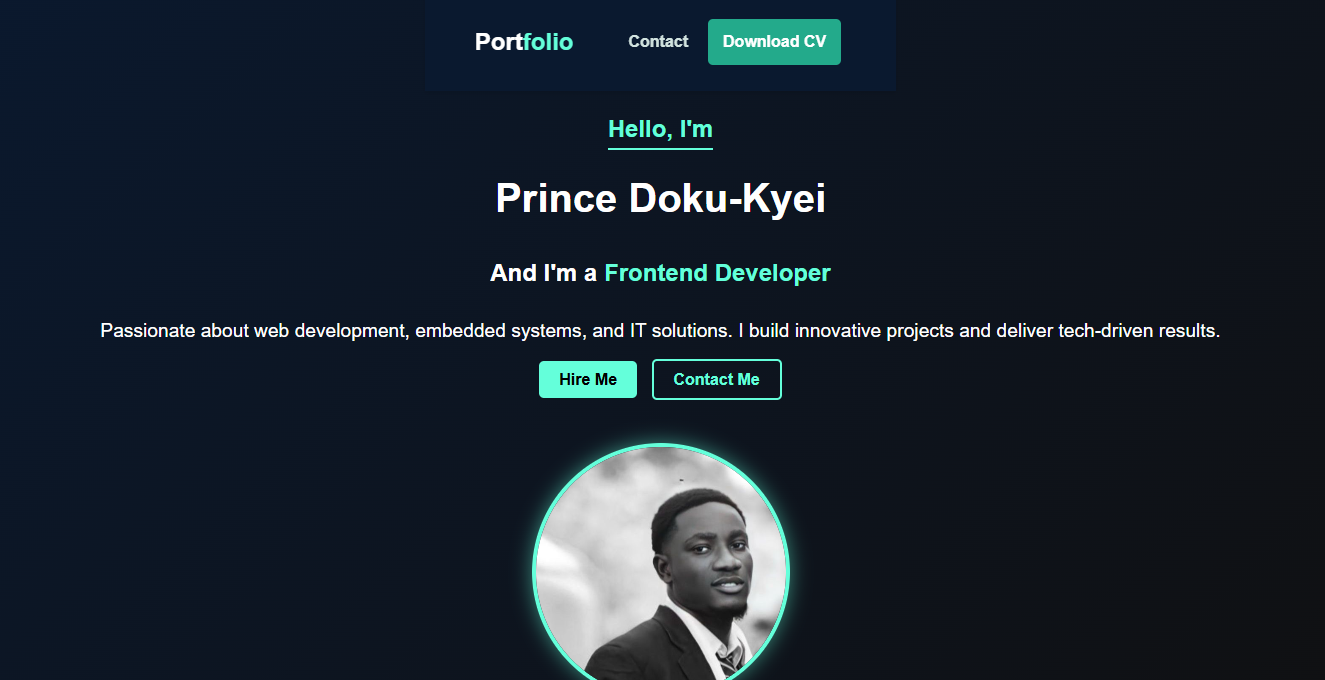 Portfolio Contact Download CV
Hello, I'm
Prince Doku-Kyei
And I'm a Frontend Developer
Passionate about web development, embedded systems, and IT solutions. I build innovative projects and deliver tech-driven results.
Hire Me Contact Me